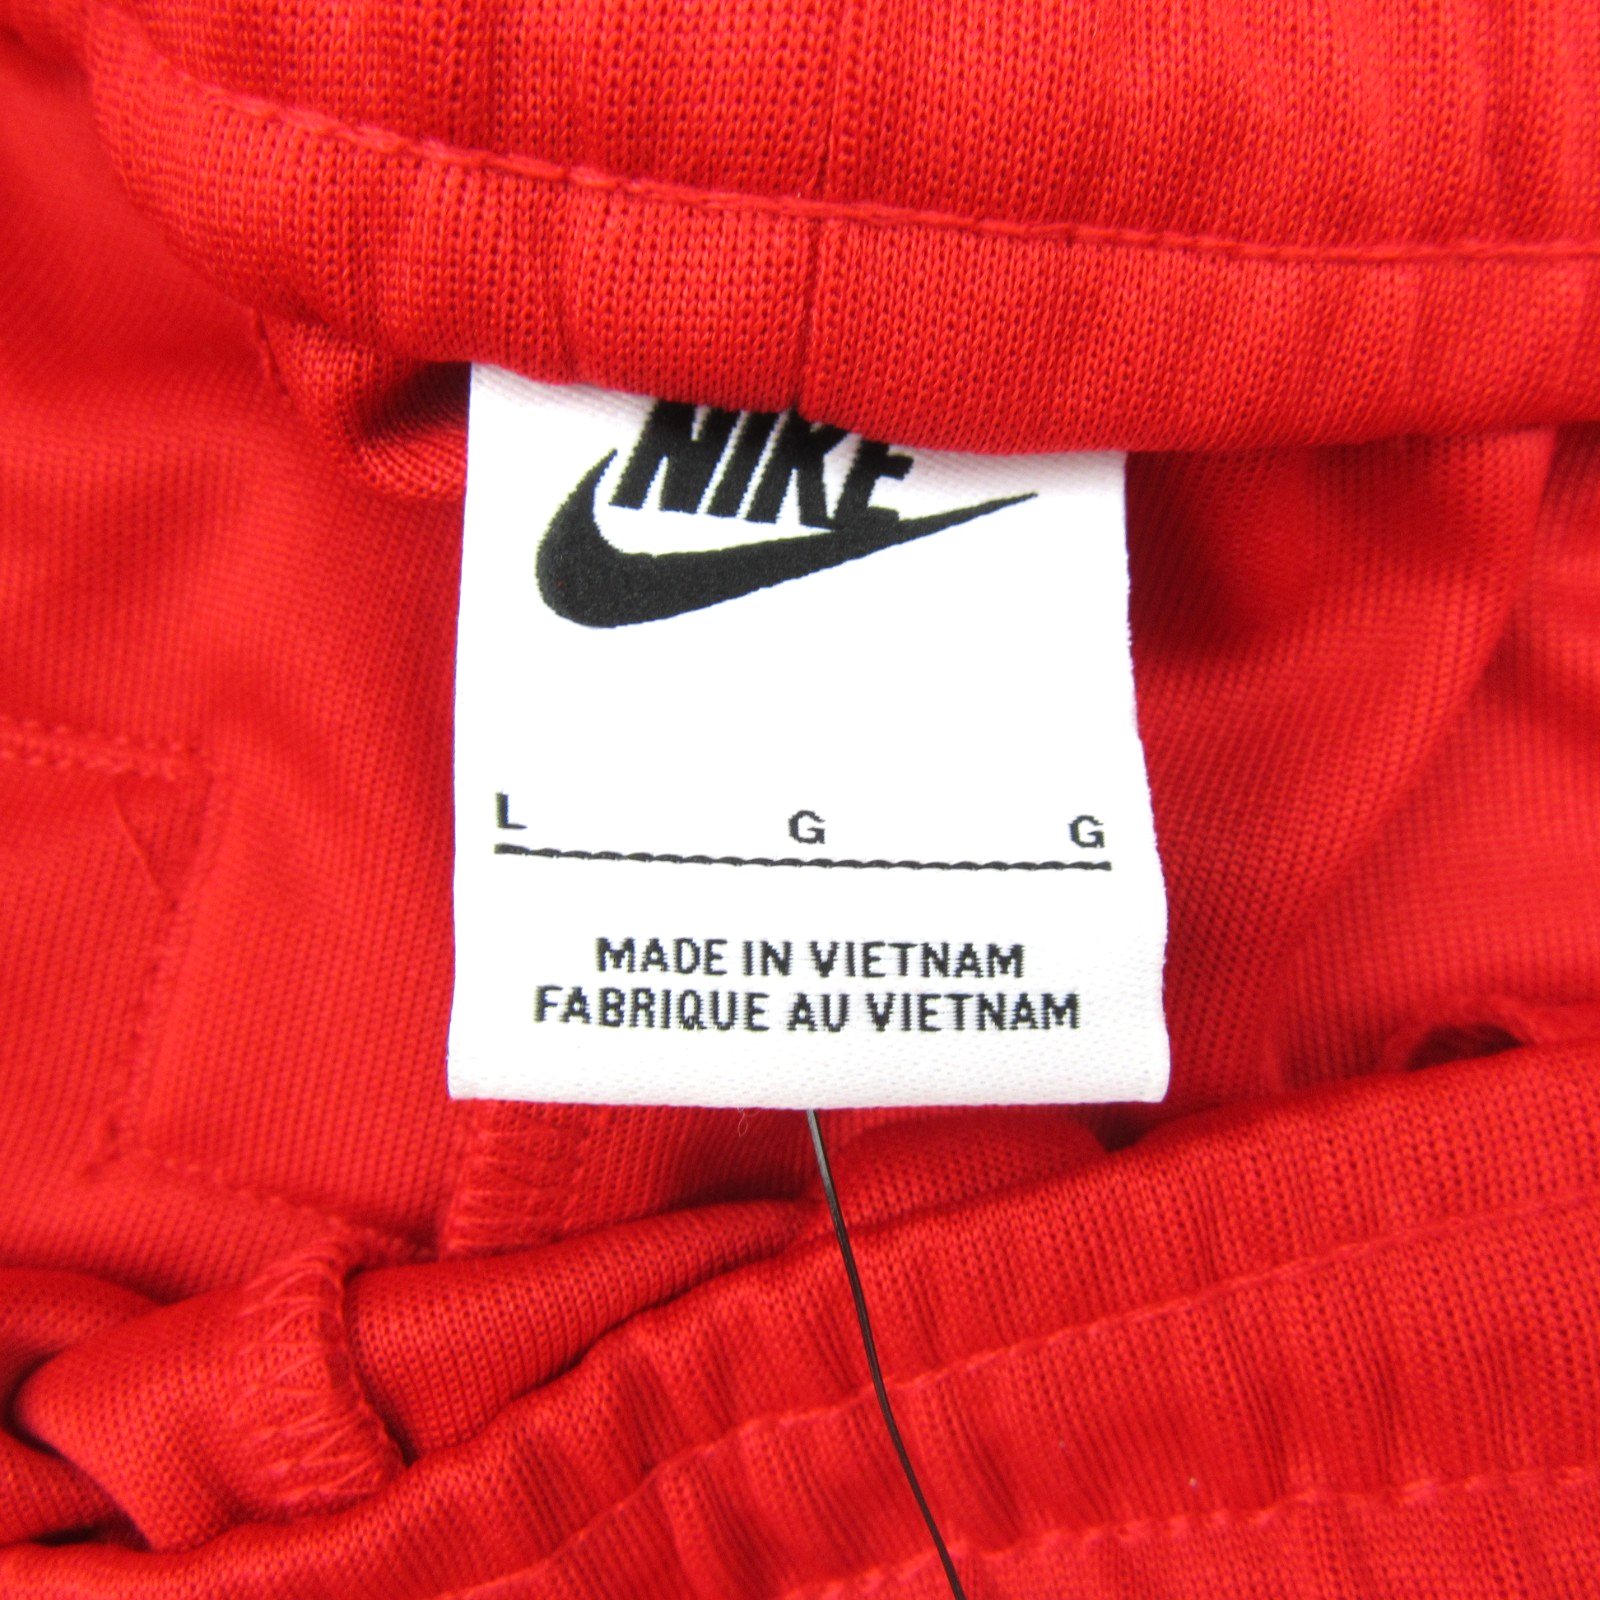 NIKE
L G G
MADE IN VIETNAM
FABRIQUE AU VIETNAM